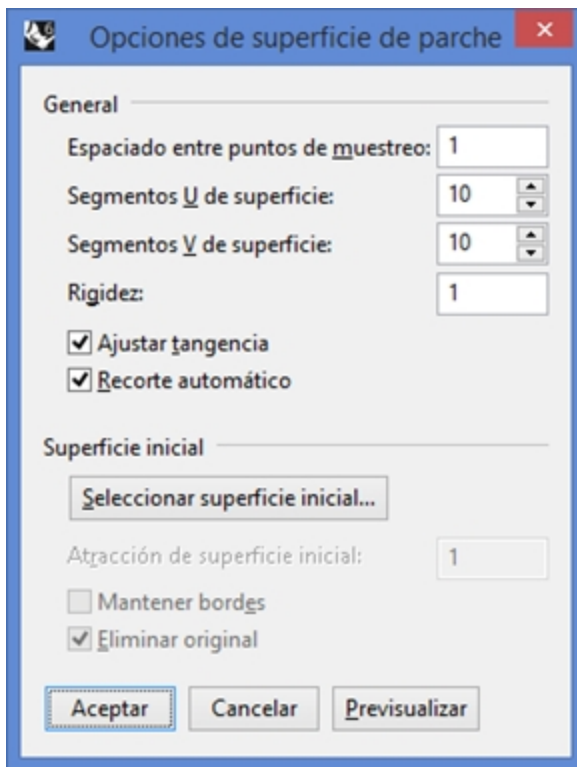 Opciones de superficie de parche
General
Espaciado entre puntos de muestreo: 1
Segmentos U de superficie: 10
Segmentos V de superficie: 10
Rigidez: 1
Ajustar tangencia
Recorte automático
Superficie inicial
Seleccionar superficie inicial...
Atracción de superficie inicial: 1
Mantener bordes
Eliminar original
Aceptar Cancelar Previsualizar